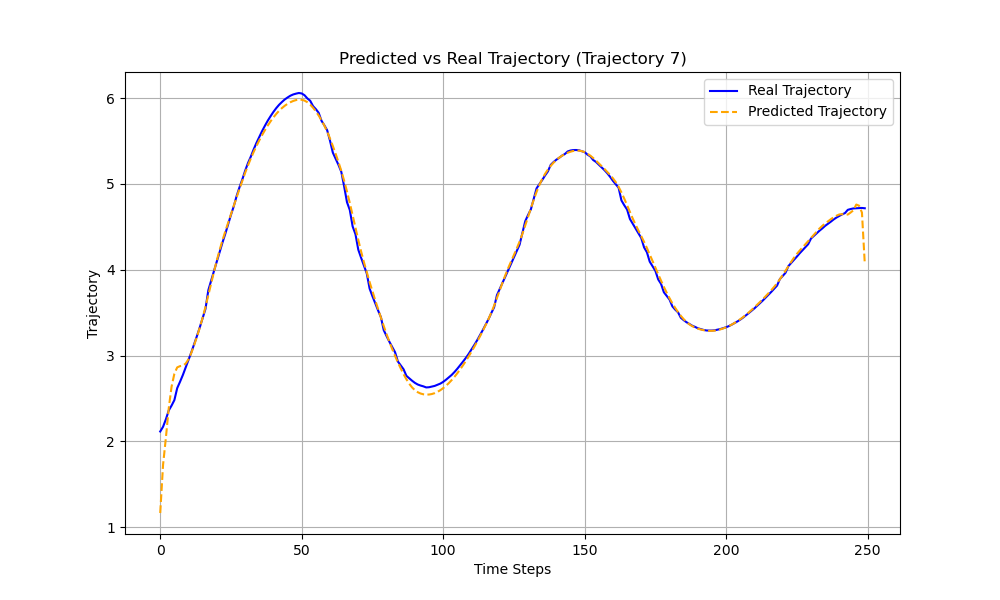 Predicted vs Real Trajectory (Trajectory 7)
Real Trajectory
Predicted Trajectory
Trajectory
6
5
4
3
2
1
0 50 100 150 200 250
Time Steps